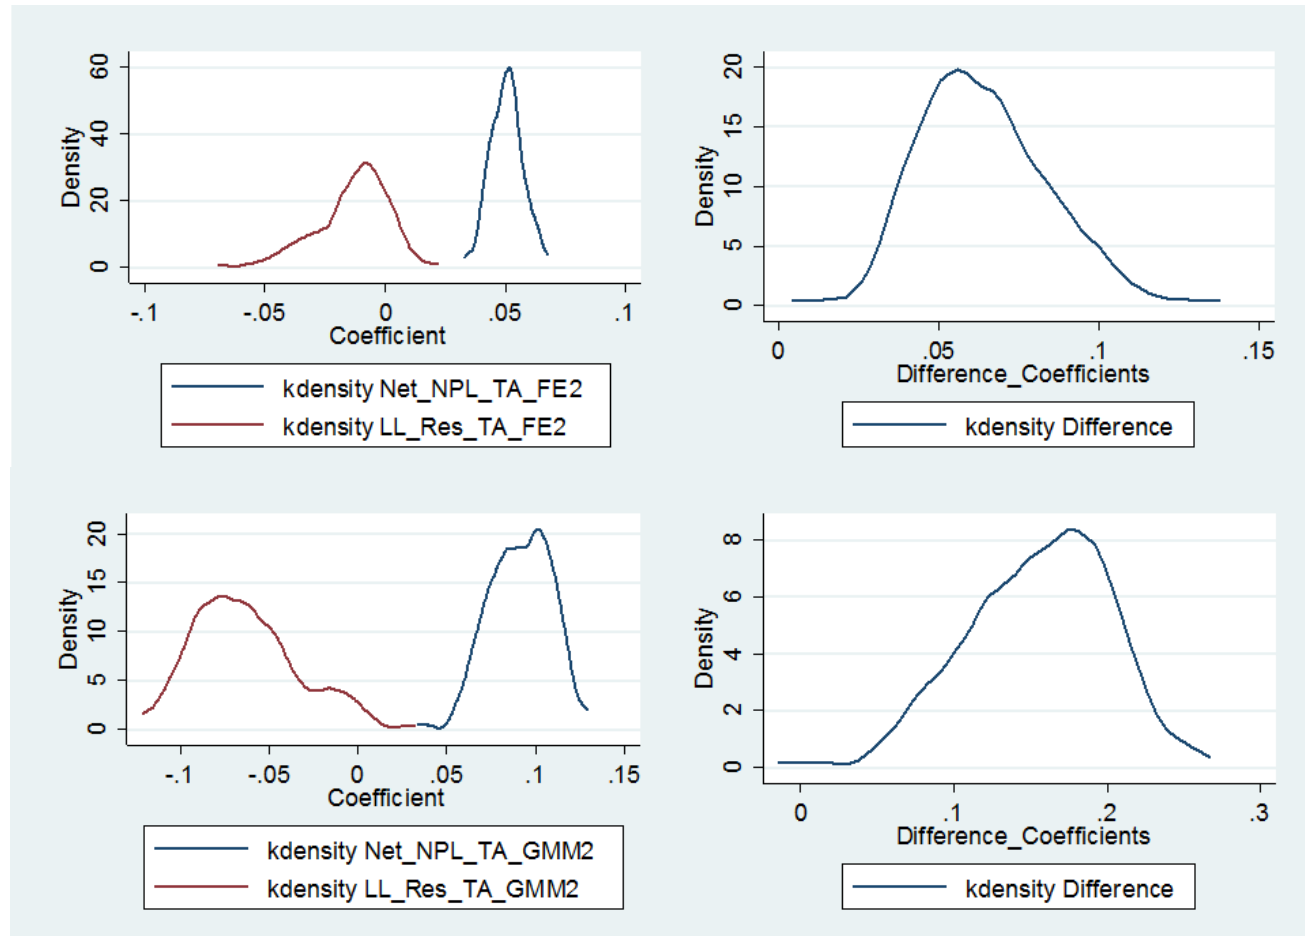 Density
60
40
20
0
-.1
-.05
0
.05
.1
Coefficient
kdensity Net_NPL_TA_FE2
kdensity LL_Res_TA_FE2
Density
20
15
10
5
0
0
.05
.1
.15
Difference_Coefficients
kdensity Difference
Density
20
15
10
5
0
-.1
-.05
0
.05
.1
.15
Coefficient
kdensity Net_NPL_TA_GMM2
kdensity LL_Res_TA_GMM2
Density
8
6
4
2
0
0
.1
.2
.3
Difference_Coefficients
kdensity Difference